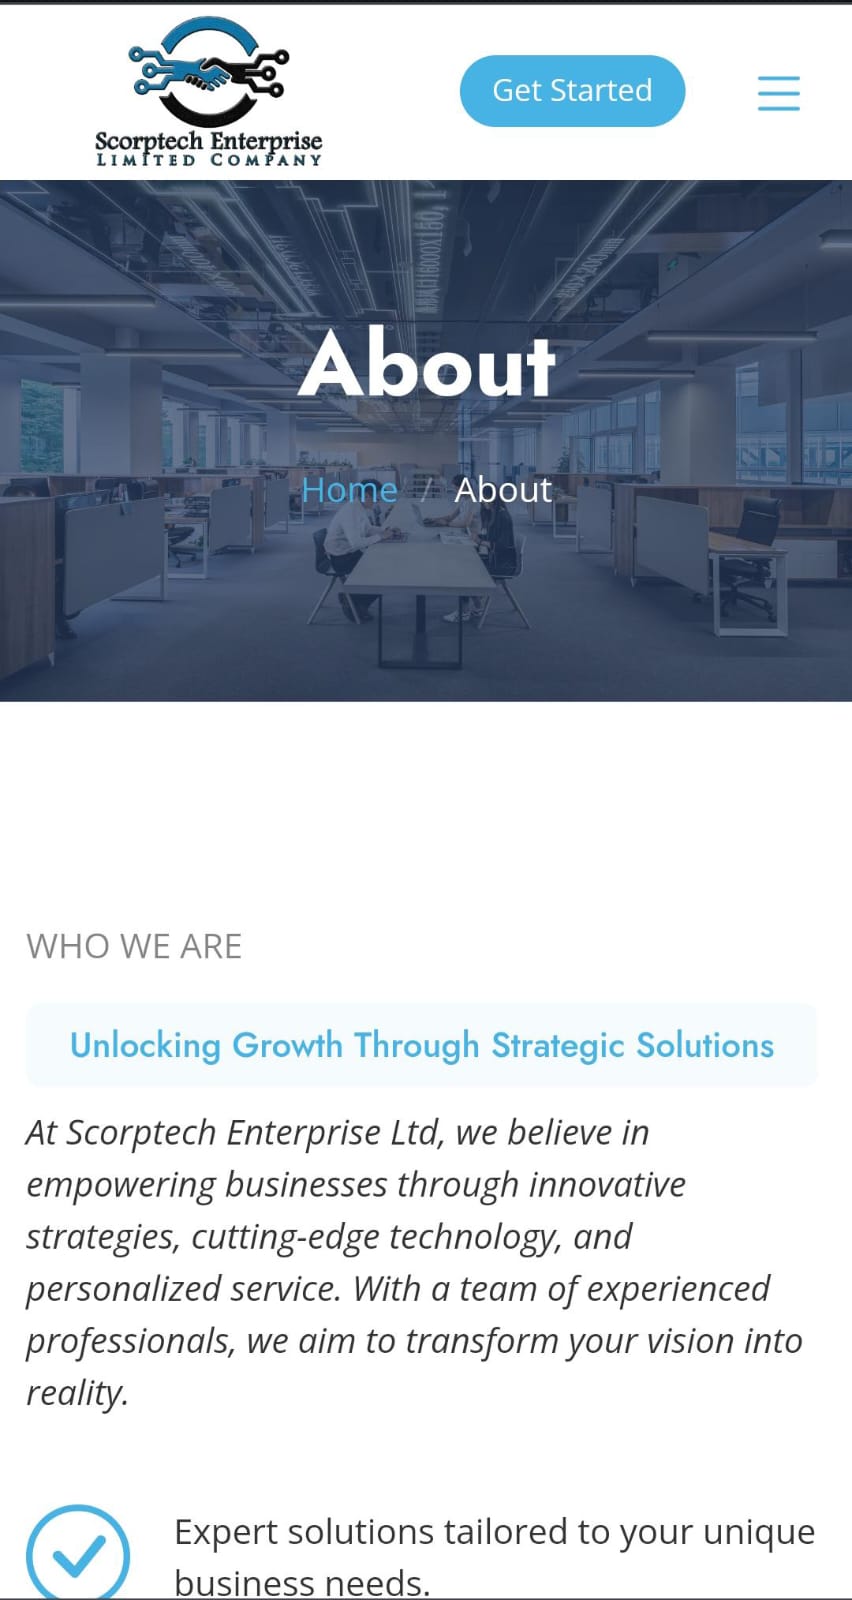 Scorptech Enterprise
LIMITED COMPANY
Get Started
About
Home / About
WHO WE ARE
Unlocking Growth Through Strategic Solutions
At Scorptech Enterprise Ltd, we believe in
empowering businesses through innovative
strategies, cutting-edge technology, and
personalized service. With a team of experienced
professionals, we aim to transform your vision into
reality.
Expert solutions tailored to your unique
business needs.